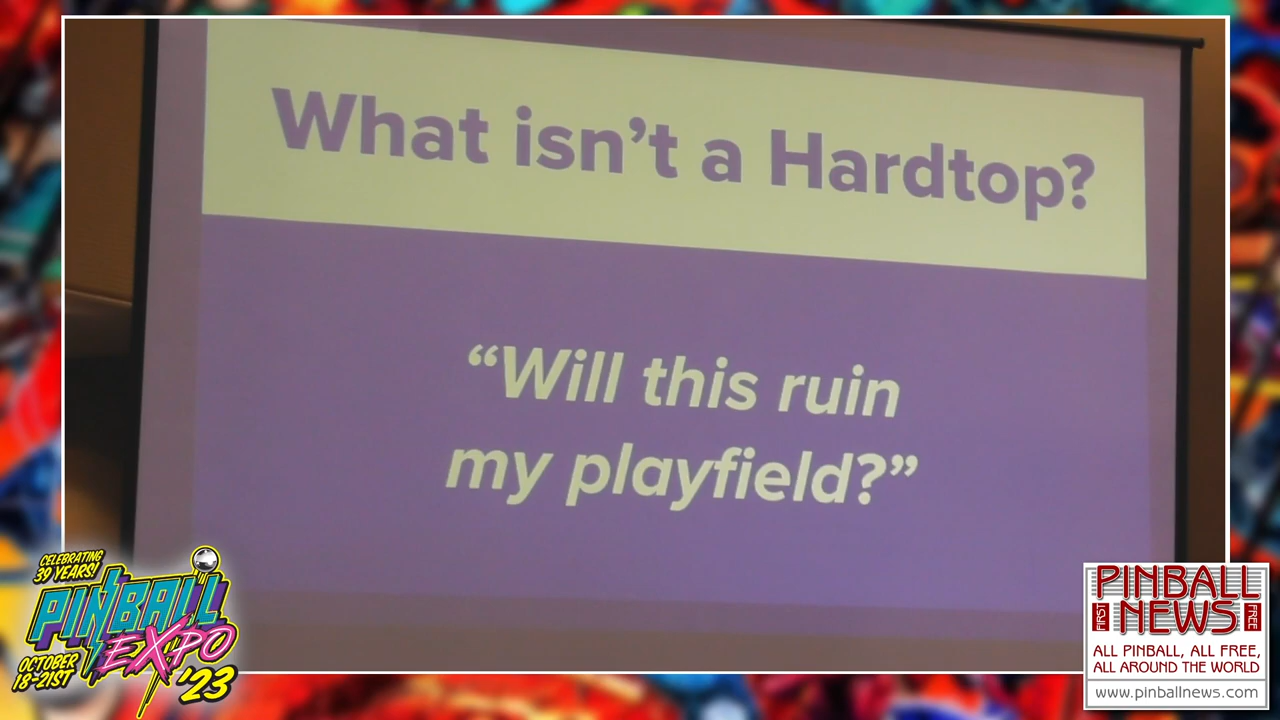 What isn't a Hardtop?
“Will this ruin
my playfield?”
CELEBRATING
39 YEARS!
PINBALL
EXPO
OCTOBER
18-21ST
'23
PINBALL
FIRST NEWS FREE
ALL PINBALL, ALL FREE,
ALL AROUND THE WORLD
www.pinballnews.com